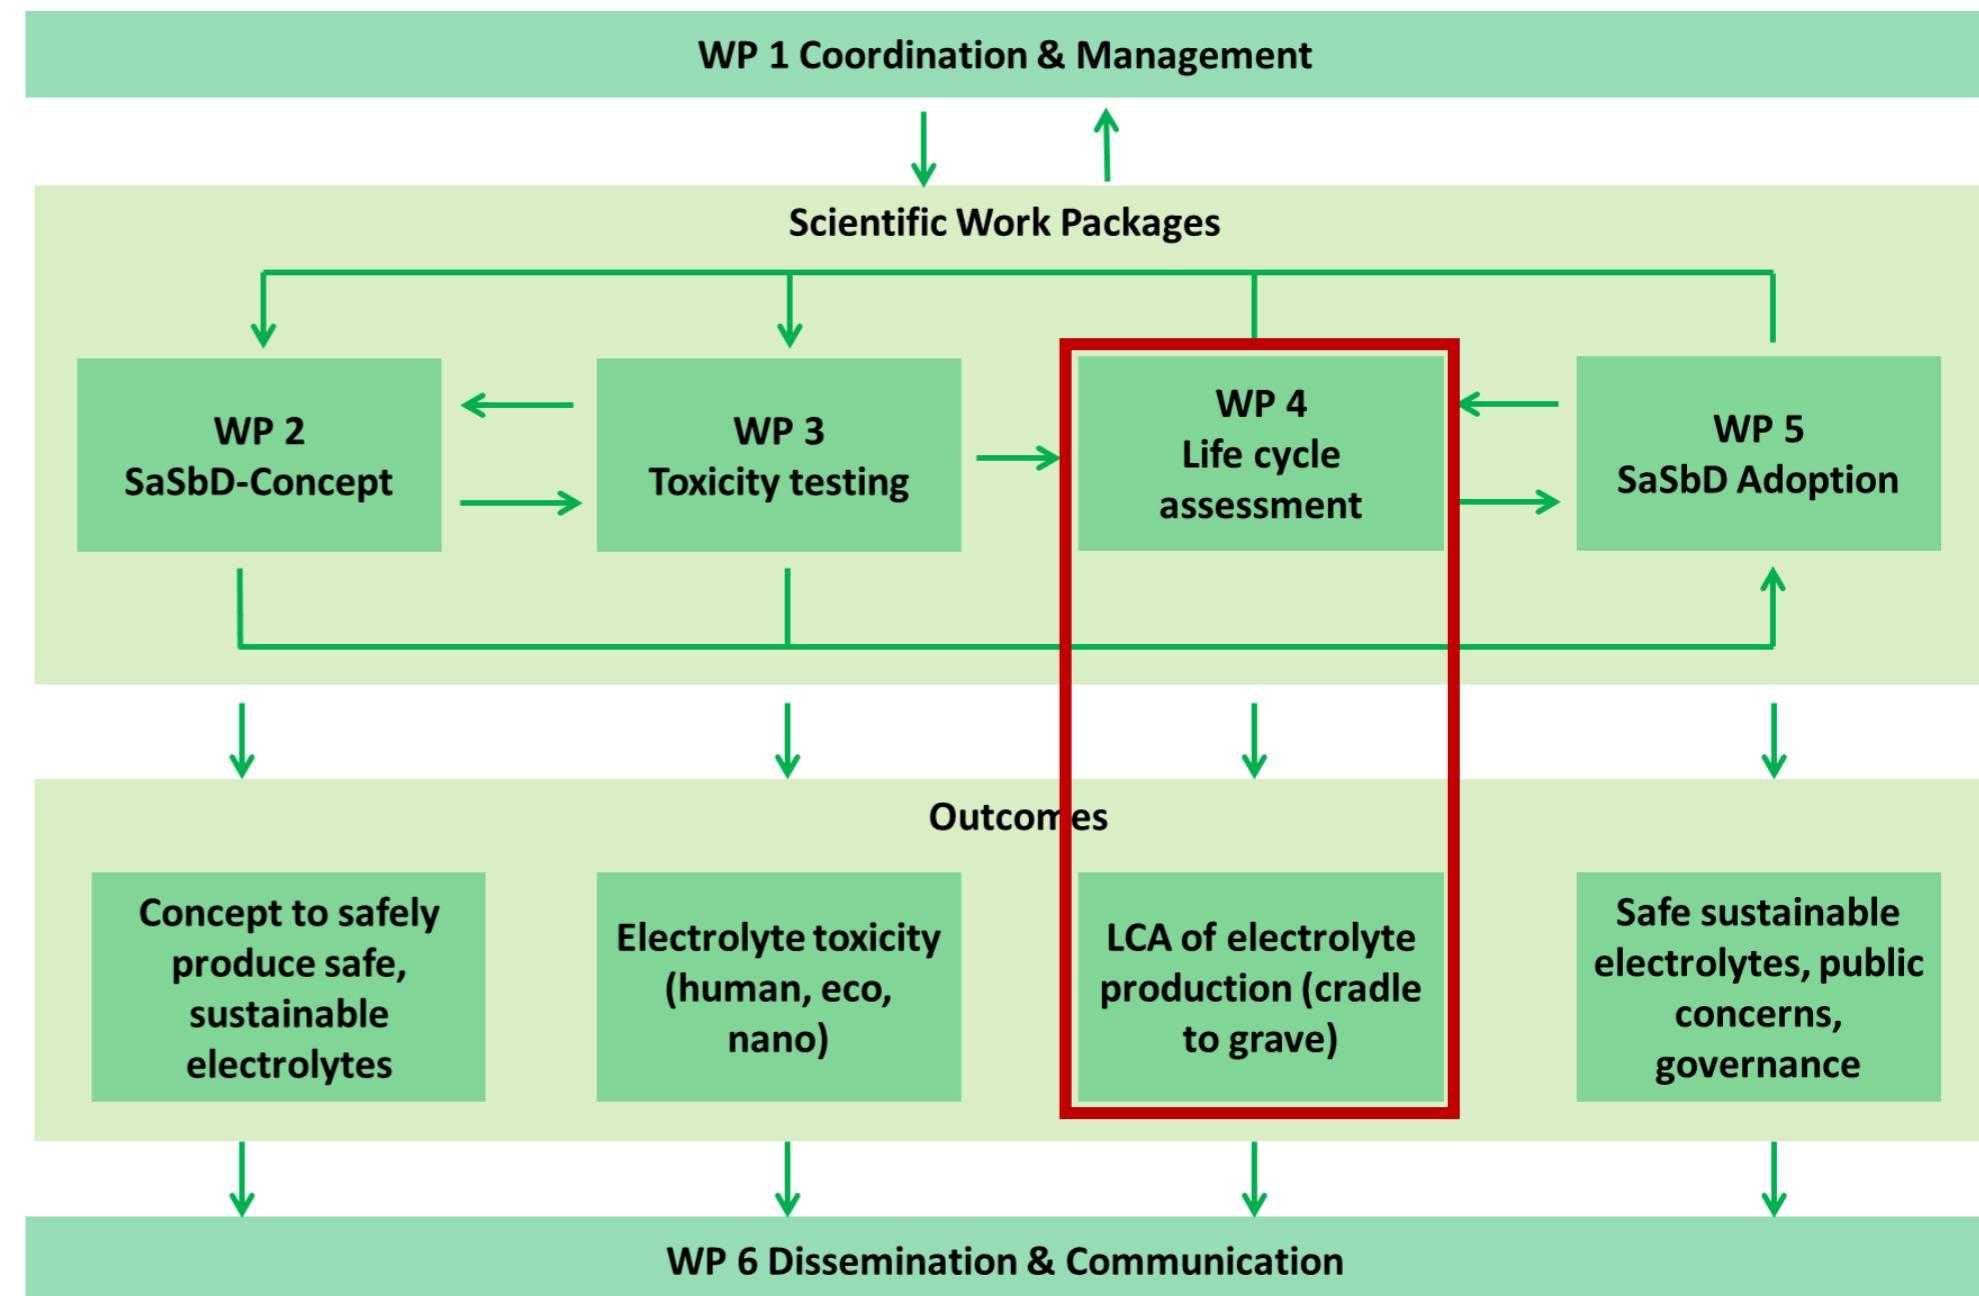 WP 1 Coordination & Management
Scientific Work Packages
WP 2
SaSbD-Concept
WP 3
Toxicity testing
WP 4
Life cycle
assessment
WP 5
SaSbD Adoption
Outcomes
Concept to safely
produce safe,
sustainable
electrolytes
Electrolyte toxicity
(human, eco,
nano)
LCA of electrolyte
production (cradle
to grave)
Safe sustainable
electrolytes, public
concerns,
governance
WP 6 Dissemination & Communication